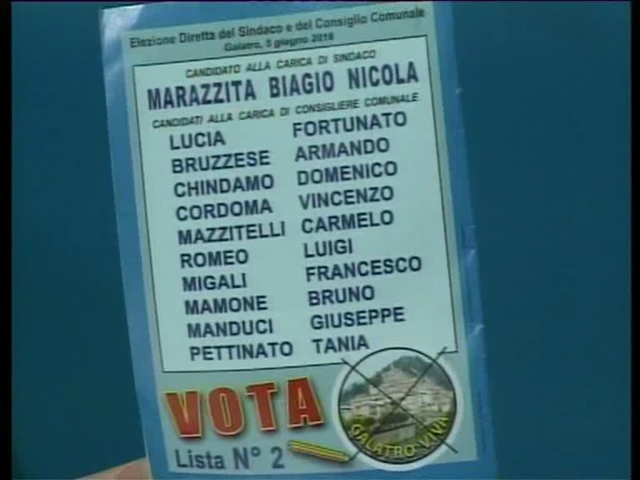 Elezione Diretta del Sindaco e del Consiglio Comunale
Galatro, 5 giugno 2016
CANDIDATO ALLA CARICA DI SINDACO
MARAZZITA BIAGIO NICOLA
CANDIDATI ALLA CARICA DI CONSIGLIERE COMUNALE
LUCIA FORTUNATO
BRUZZESE ARMANDO
CHINDAMO DOMENICO
CORDOMA VINCENZO
MAZZITELLI CARMELO
ROMEO LUIGI
MIGALI FRANCESCO
MAMONE BRUNO
MANDUCI GIUSEPPE
PETTINATO TANIA
VOTA
Lista N° 2
GALATRO VIVA